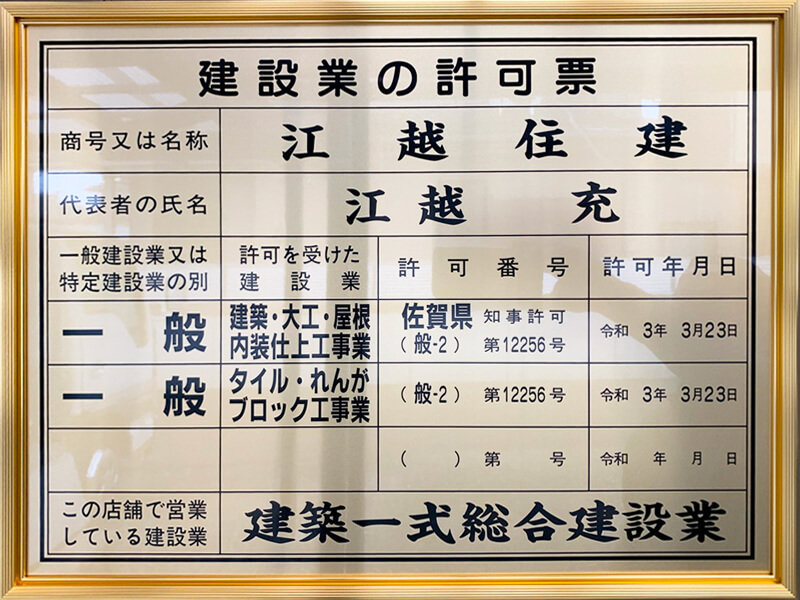 建設業の許可票
商号又は名称 江越住建
代表者の氏名 江越 充
一般建設業又は 許可を受けた 許可番号 許可年月日
特定建設業の別 建設業
一般 建築・大工・屋根 佐賀県 知事許可 令和 3年 3月23日
内装仕上工事業 (般-2) 第12256号
一般 タイル・れんが (般-2) 第12256号 令和 3年 3月23日
ブロック工事業
( ) 第 号 令和 年 月 日
この店舗で営業 建築一式総合建設業
している建設業